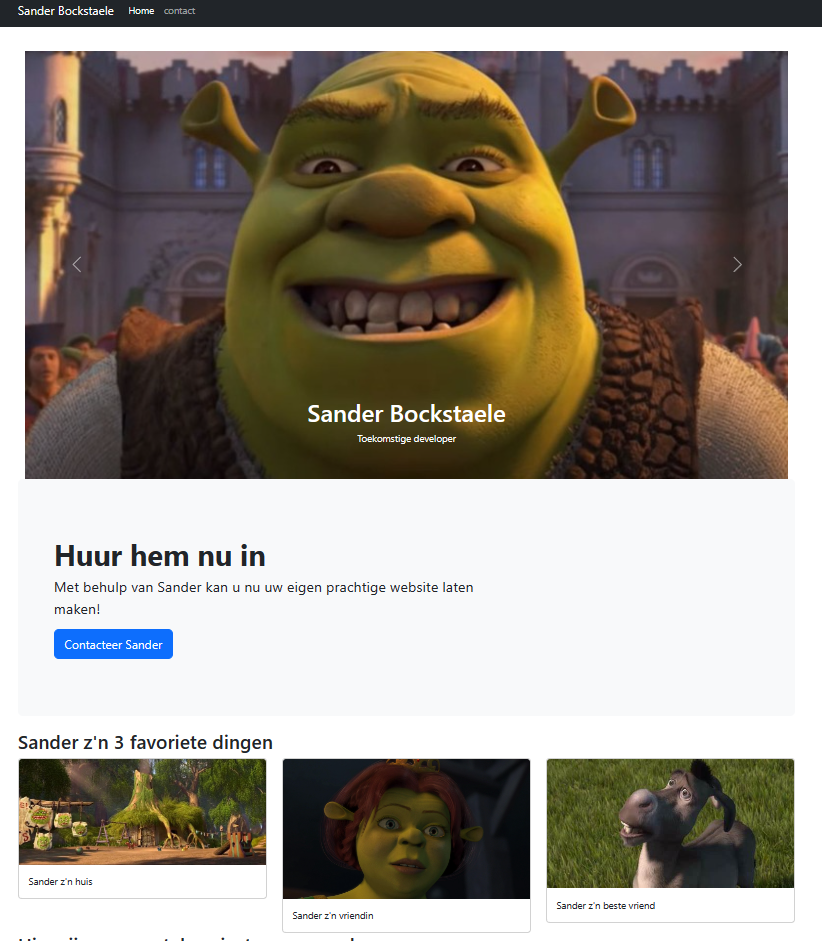 Sander Bockstaele Home contact
Sander Bockstaele
Toekomstige developer
Huur hem nu in
Met behulp van Sander kan u nu uw eigen prachtige website laten
maken!
Contacteer Sander
Sander z'n 3 favoriete dingen
Sander z'n huis
Sander z'n vriendin
Sander z'n beste vriend